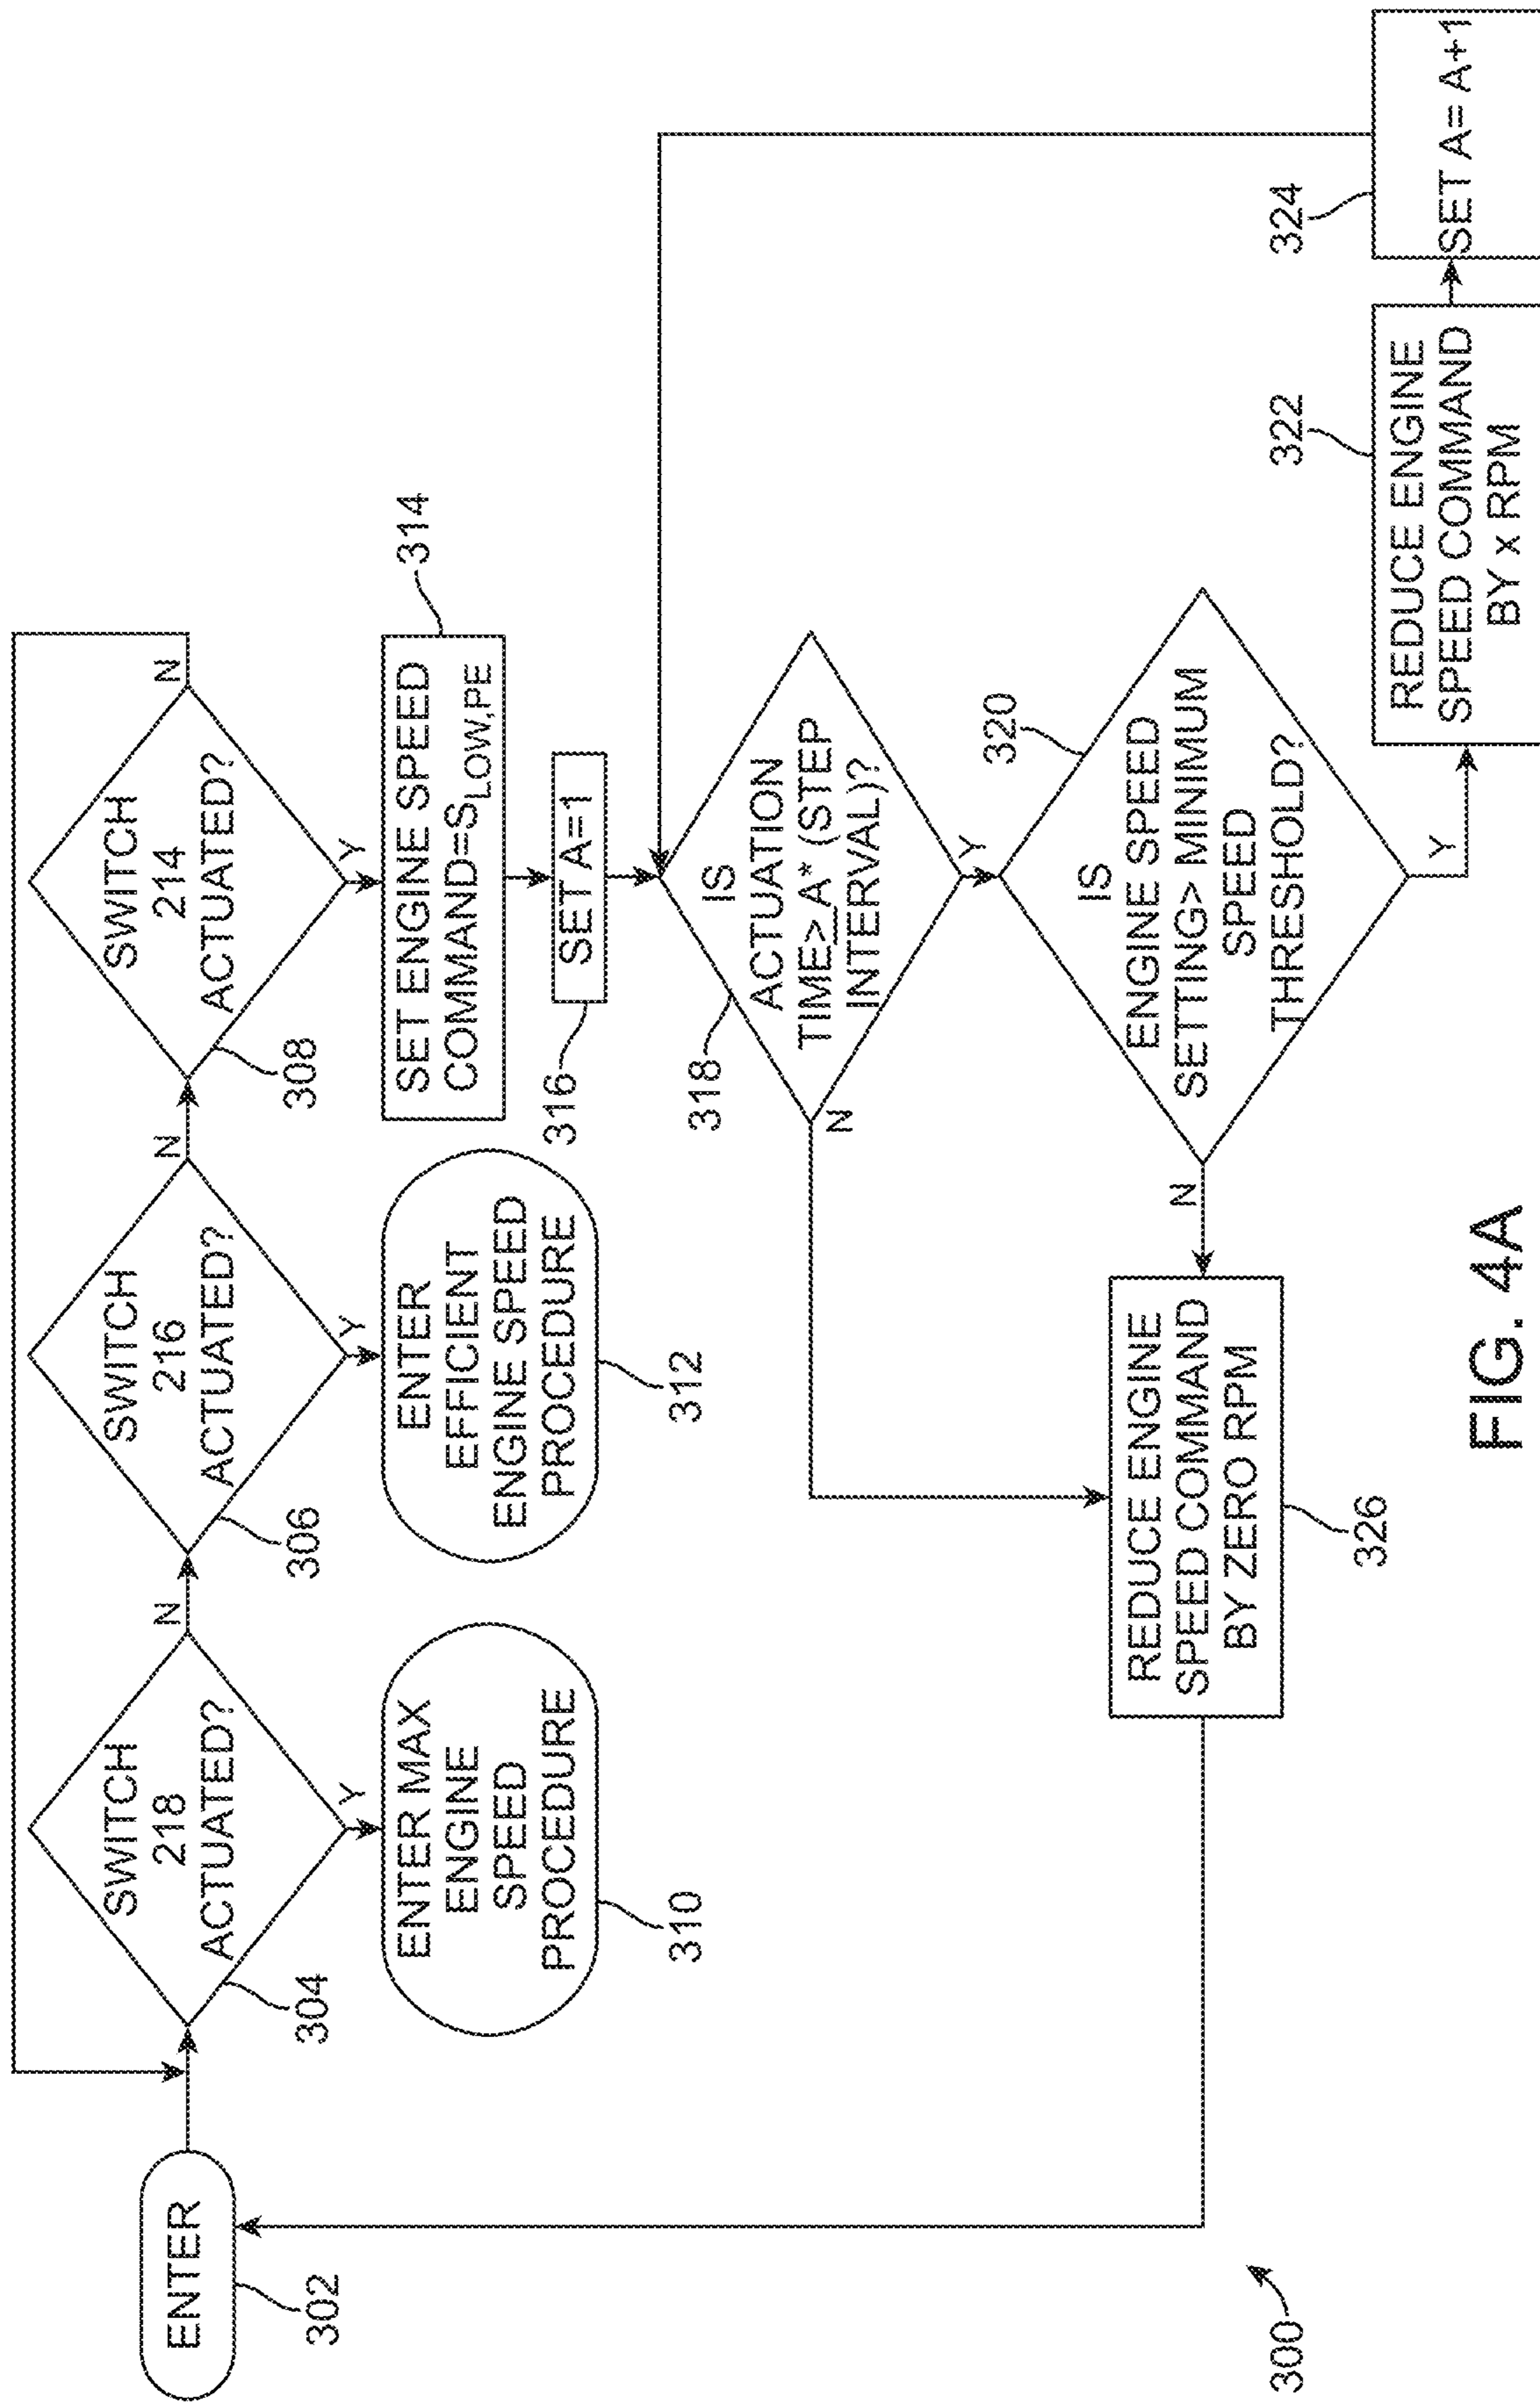 ENTER
302
SWITCH
218
ACTUATED?
304
Y
N
ENTER MAX
ENGINE
SPEED
PROCEDURE
310
SWITCH
216
ACTUATED?
306
Y
N
ENTER
EFFICIENT
ENGINE SPEED
PROCEDURE
312
SWITCH
214
ACTUATED?
308
Y
N
SET ENGINE SPEED
COMMAND=S_LOW,PE
314
SET A=1
316
IS
ACTUATION
TIME≥A* (STEP
INTERVAL)?
318
N
Y
IS
ENGINE SPEED
SETTING> MINIMUM
SPEED
THRESHOLD?
320
N
Y
REDUCE ENGINE
SPEED COMMAND
BY x RPM
322
SET A= A+1
324
REDUCE ENGINE
SPEED COMMAND
BY ZERO RPM
326
300
FIG. 4A